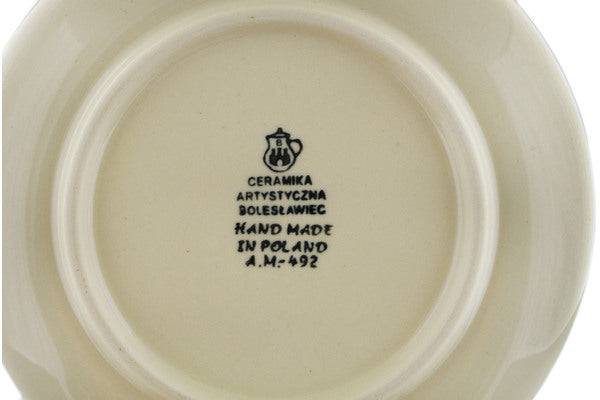 B
CERAMIKA
ARTYSTYCZNA
BOLESŁAWIEC
HAND MADE
IN POLAND
A.M.-492